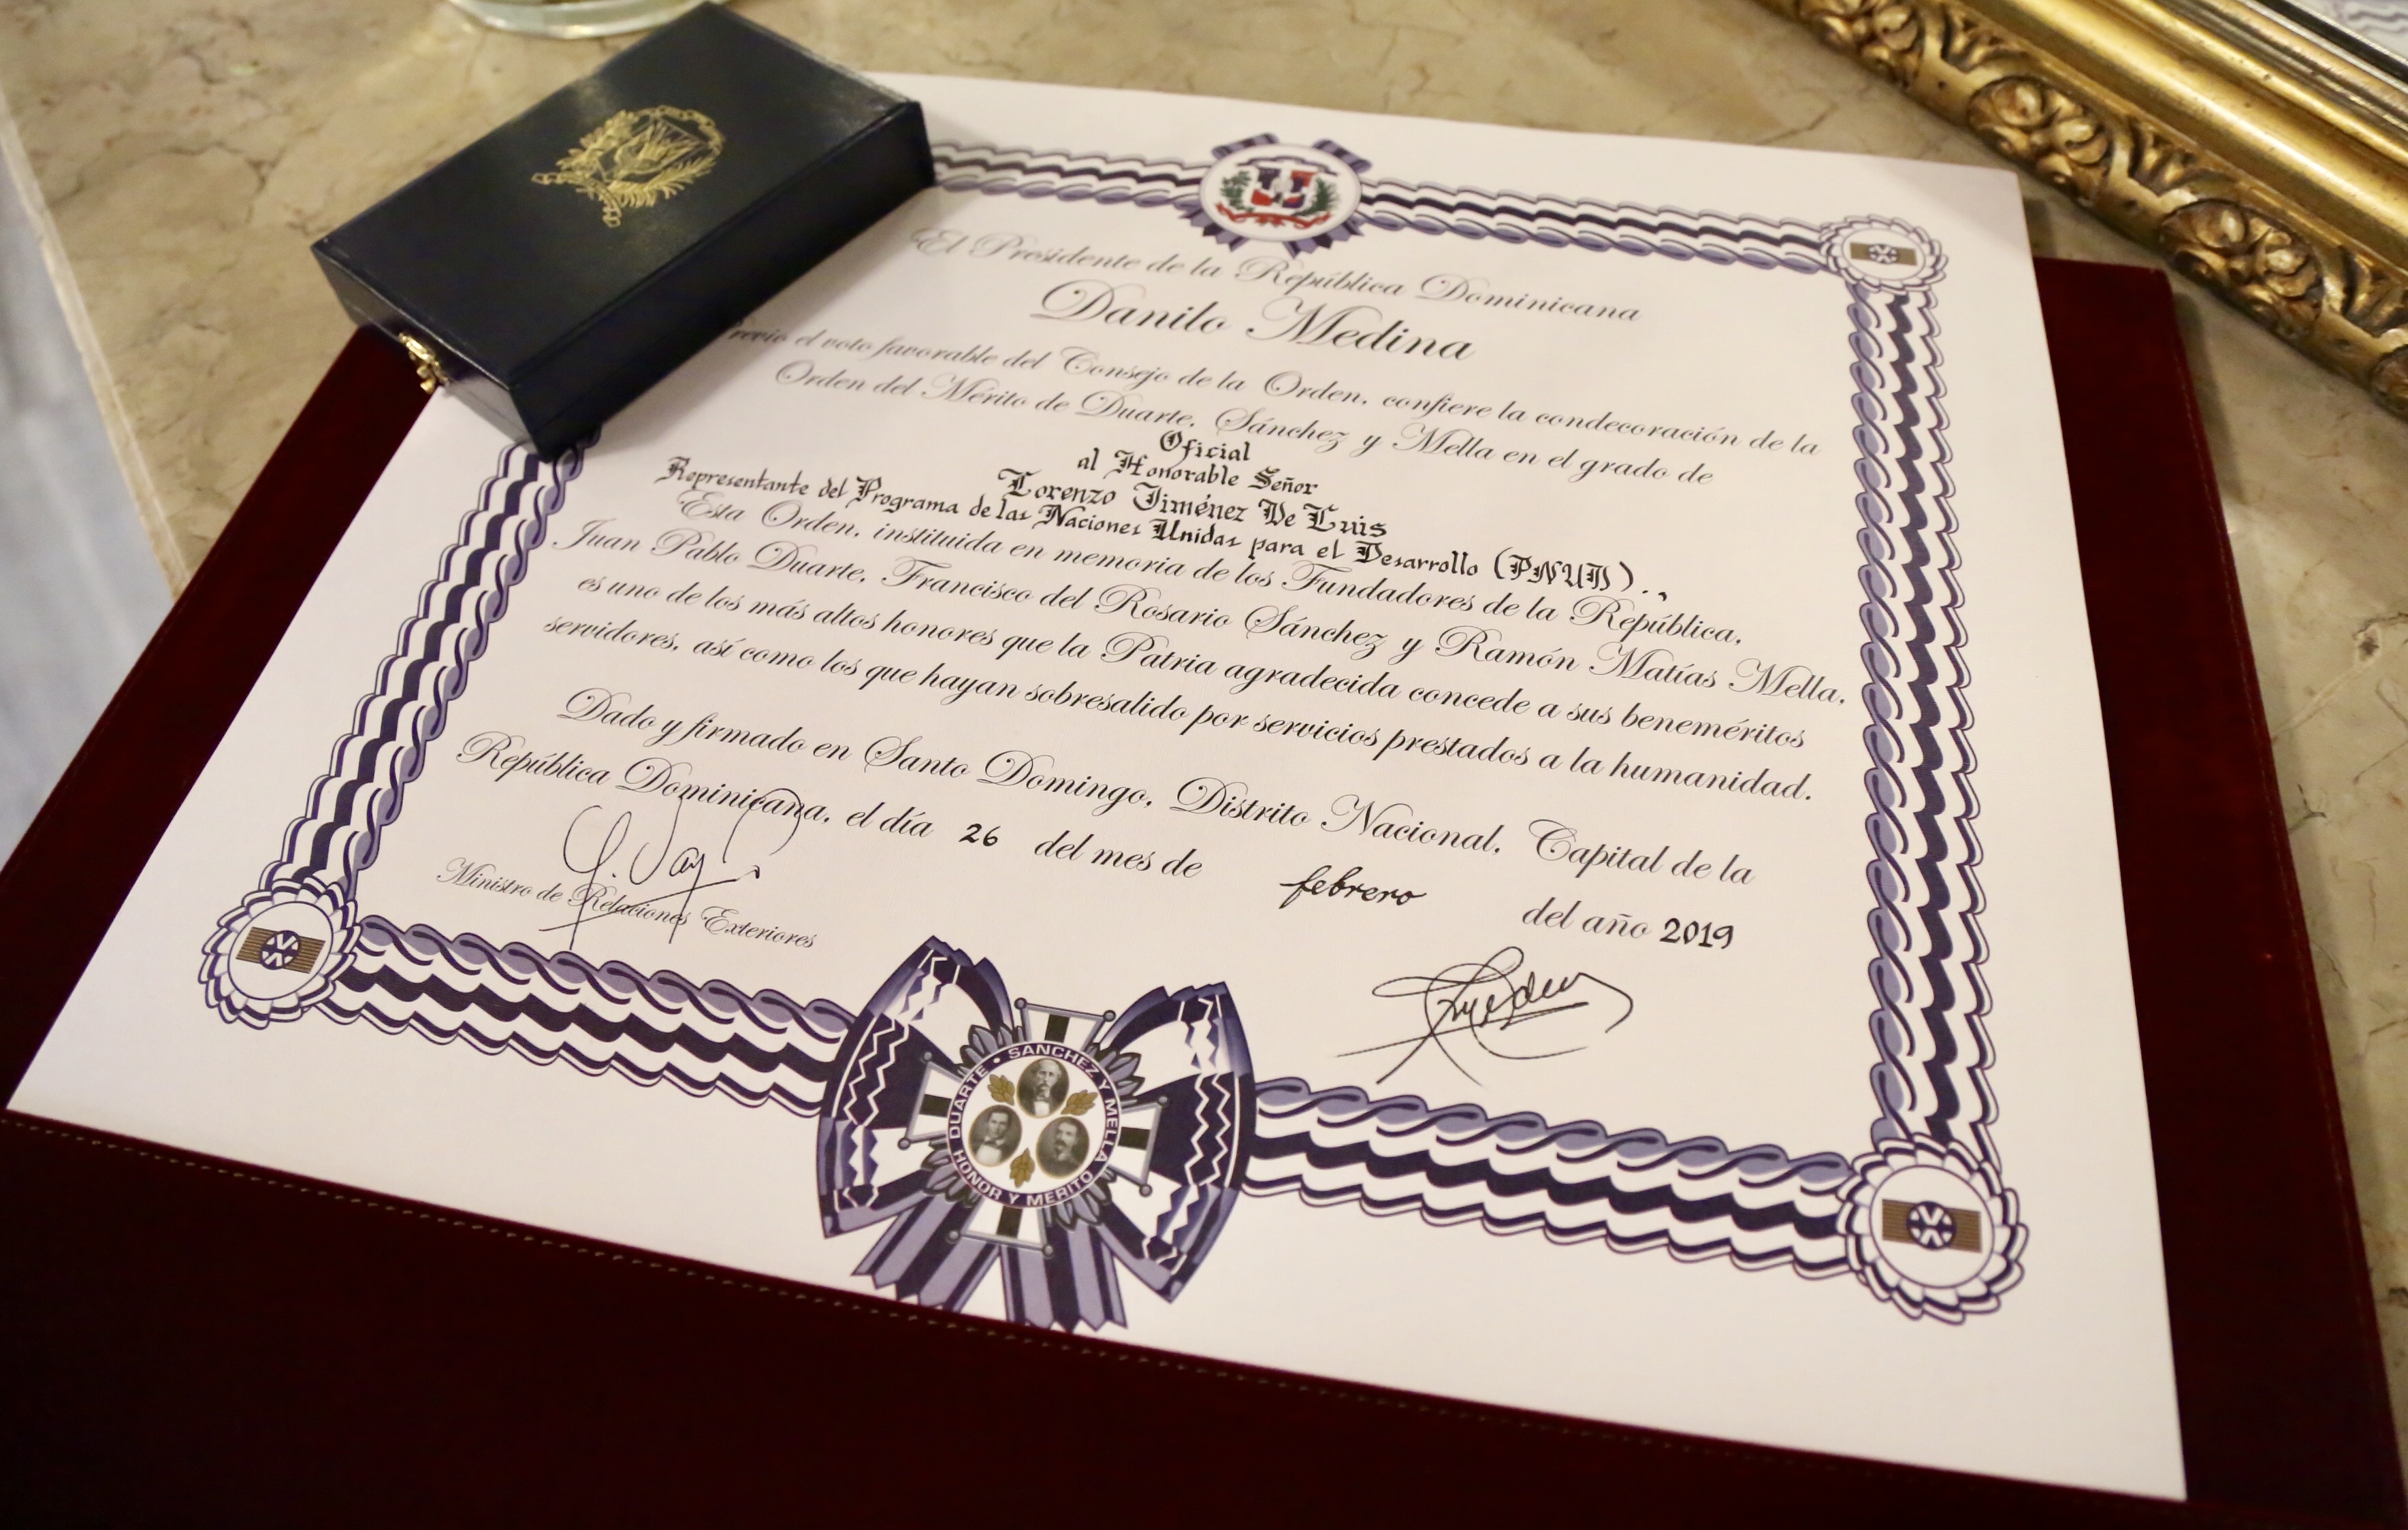 El Presidente de la República Dominicana
Danilo Medina
Previo el voto favorable del Consejo de la Orden, confiere la condecoración de la
Orden del Mérito de Duarte, Sánchez y Mella en el grado de
Oficial
al Honorable Señor
Lorenzo Jiménez De Luis
Representante del Programa de las Naciones Unidas para el Desarrollo (PNUD).
Esta Orden, instituida en memoria de los Fundadores de la República,
Juan Pablo Duarte, Francisco del Rosario Sánchez y Ramón Matías Mella,
es uno de los más altos honores que la Patria agradecida concede a sus beneméritos
servidores, así como los que hayan sobresalido por servicios prestados a la humanidad.
Dado y firmado en Santo Domingo, Distrito Nacional, Capital de la
República Dominicana, el día 26 del mes de febrero del año 2019
Ministro de Relaciones Exteriores
DUARTE • SANCHEZ Y MELLA
HONOR Y MERITO